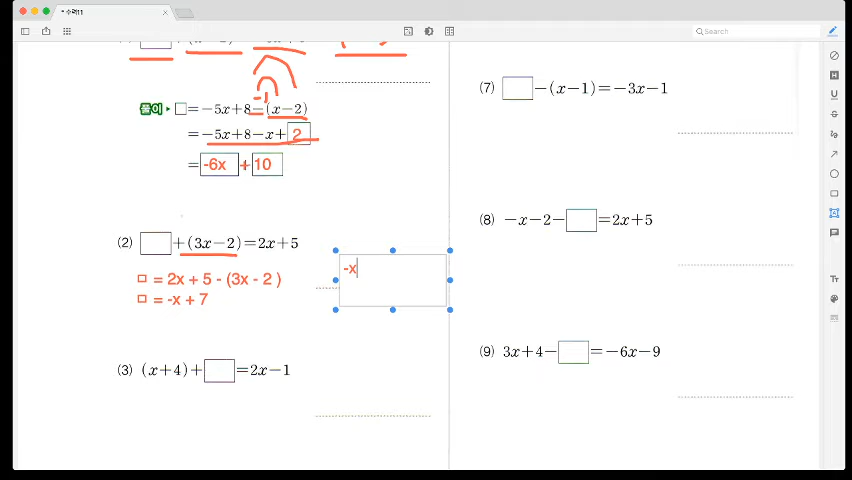 수력11
Search
풀이 ▶ □ = −5x+8−(x−2)
−1
= −5x+8−x+ 2
= -6x + 10
(2) □ +(3x−2)=2x+5
□ = 2x + 5 - (3x - 2 )
□ = -x + 7
-x
(3) (x+4)+ □ =2x−1
(7) □ −(x−1)=−3x−1
(8) −x−2− □ =2x+5
(9) 3x+4− □ =−6x−9